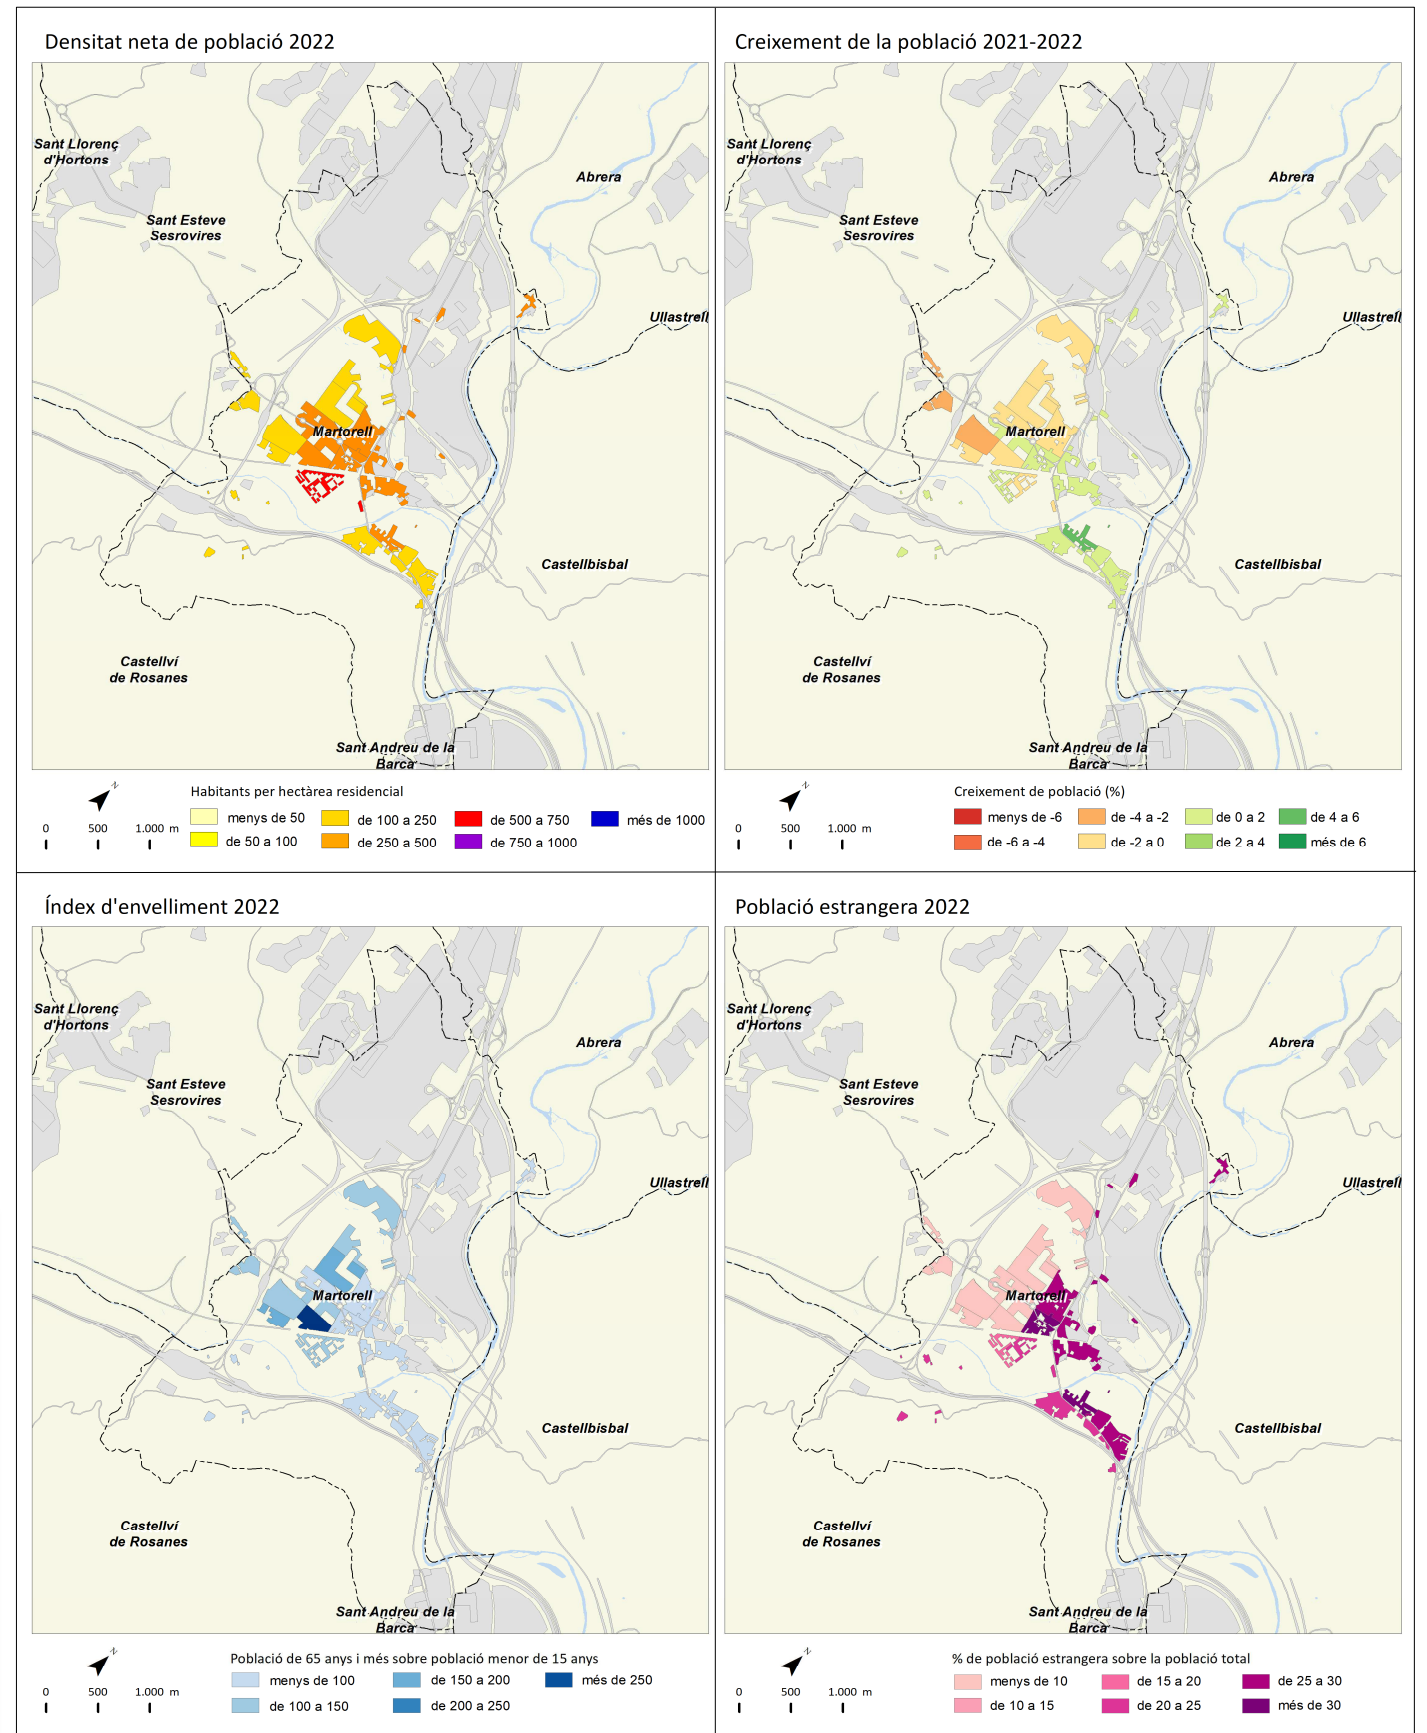 Densitat neta de població 2022
Sant Llorenç
d'Hortons
Abrera
Sant Esteve
Sesrovires
Ullastrell
Martorell
Castellbisbal
Castellví
de Rosanes
Sant Andreu de la
Barca
N
0 500 1.000 m
Habitants per hectàrea residencial
menys de 50
de 100 a 250
de 500 a 750
més de 1000
de 50 a 100
de 250 a 500
de 750 a 1000
Creixement de la població 2021-2022
Sant Llorenç
d'Hortons
Abrera
Sant Esteve
Sesrovires
Ullastrell
Martorell
Castellbisbal
Castellví
de Rosanes
Sant Andreu de la
Barca
N
0 500 1.000 m
Creixement de població (%)
menys de -6
de -4 a -2
de 0 a 2
de 4 a 6
de -6 a -4
de -2 a 0
de 2 a 4
més de 6
Índex d'envelliment 2022
Sant Llorenç
d'Hortons
Abrera
Sant Esteve
Sesrovires
Ullastrell
Martorell
Castellbisbal
Castellví
de Rosanes
Sant Andreu de la
Barca
N
0 500 1.000 m
Població de 65 anys i més sobre població menor de 15 anys
menys de 100
de 150 a 200
més de 250
de 100 a 150
de 200 a 250
Població estrangera 2022
Sant Llorenç
d'Hortons
Abrera
Sant Esteve
Sesrovires
Ullastrell
Martorell
Castellbisbal
Castellví
de Rosanes
Sant Andreu de la
Barca
N
0 500 1.000 m
% de població estrangera sobre la població total
menys de 10
de 15 a 20
de 25 a 30
de 10 a 15
de 20 a 25
més de 30